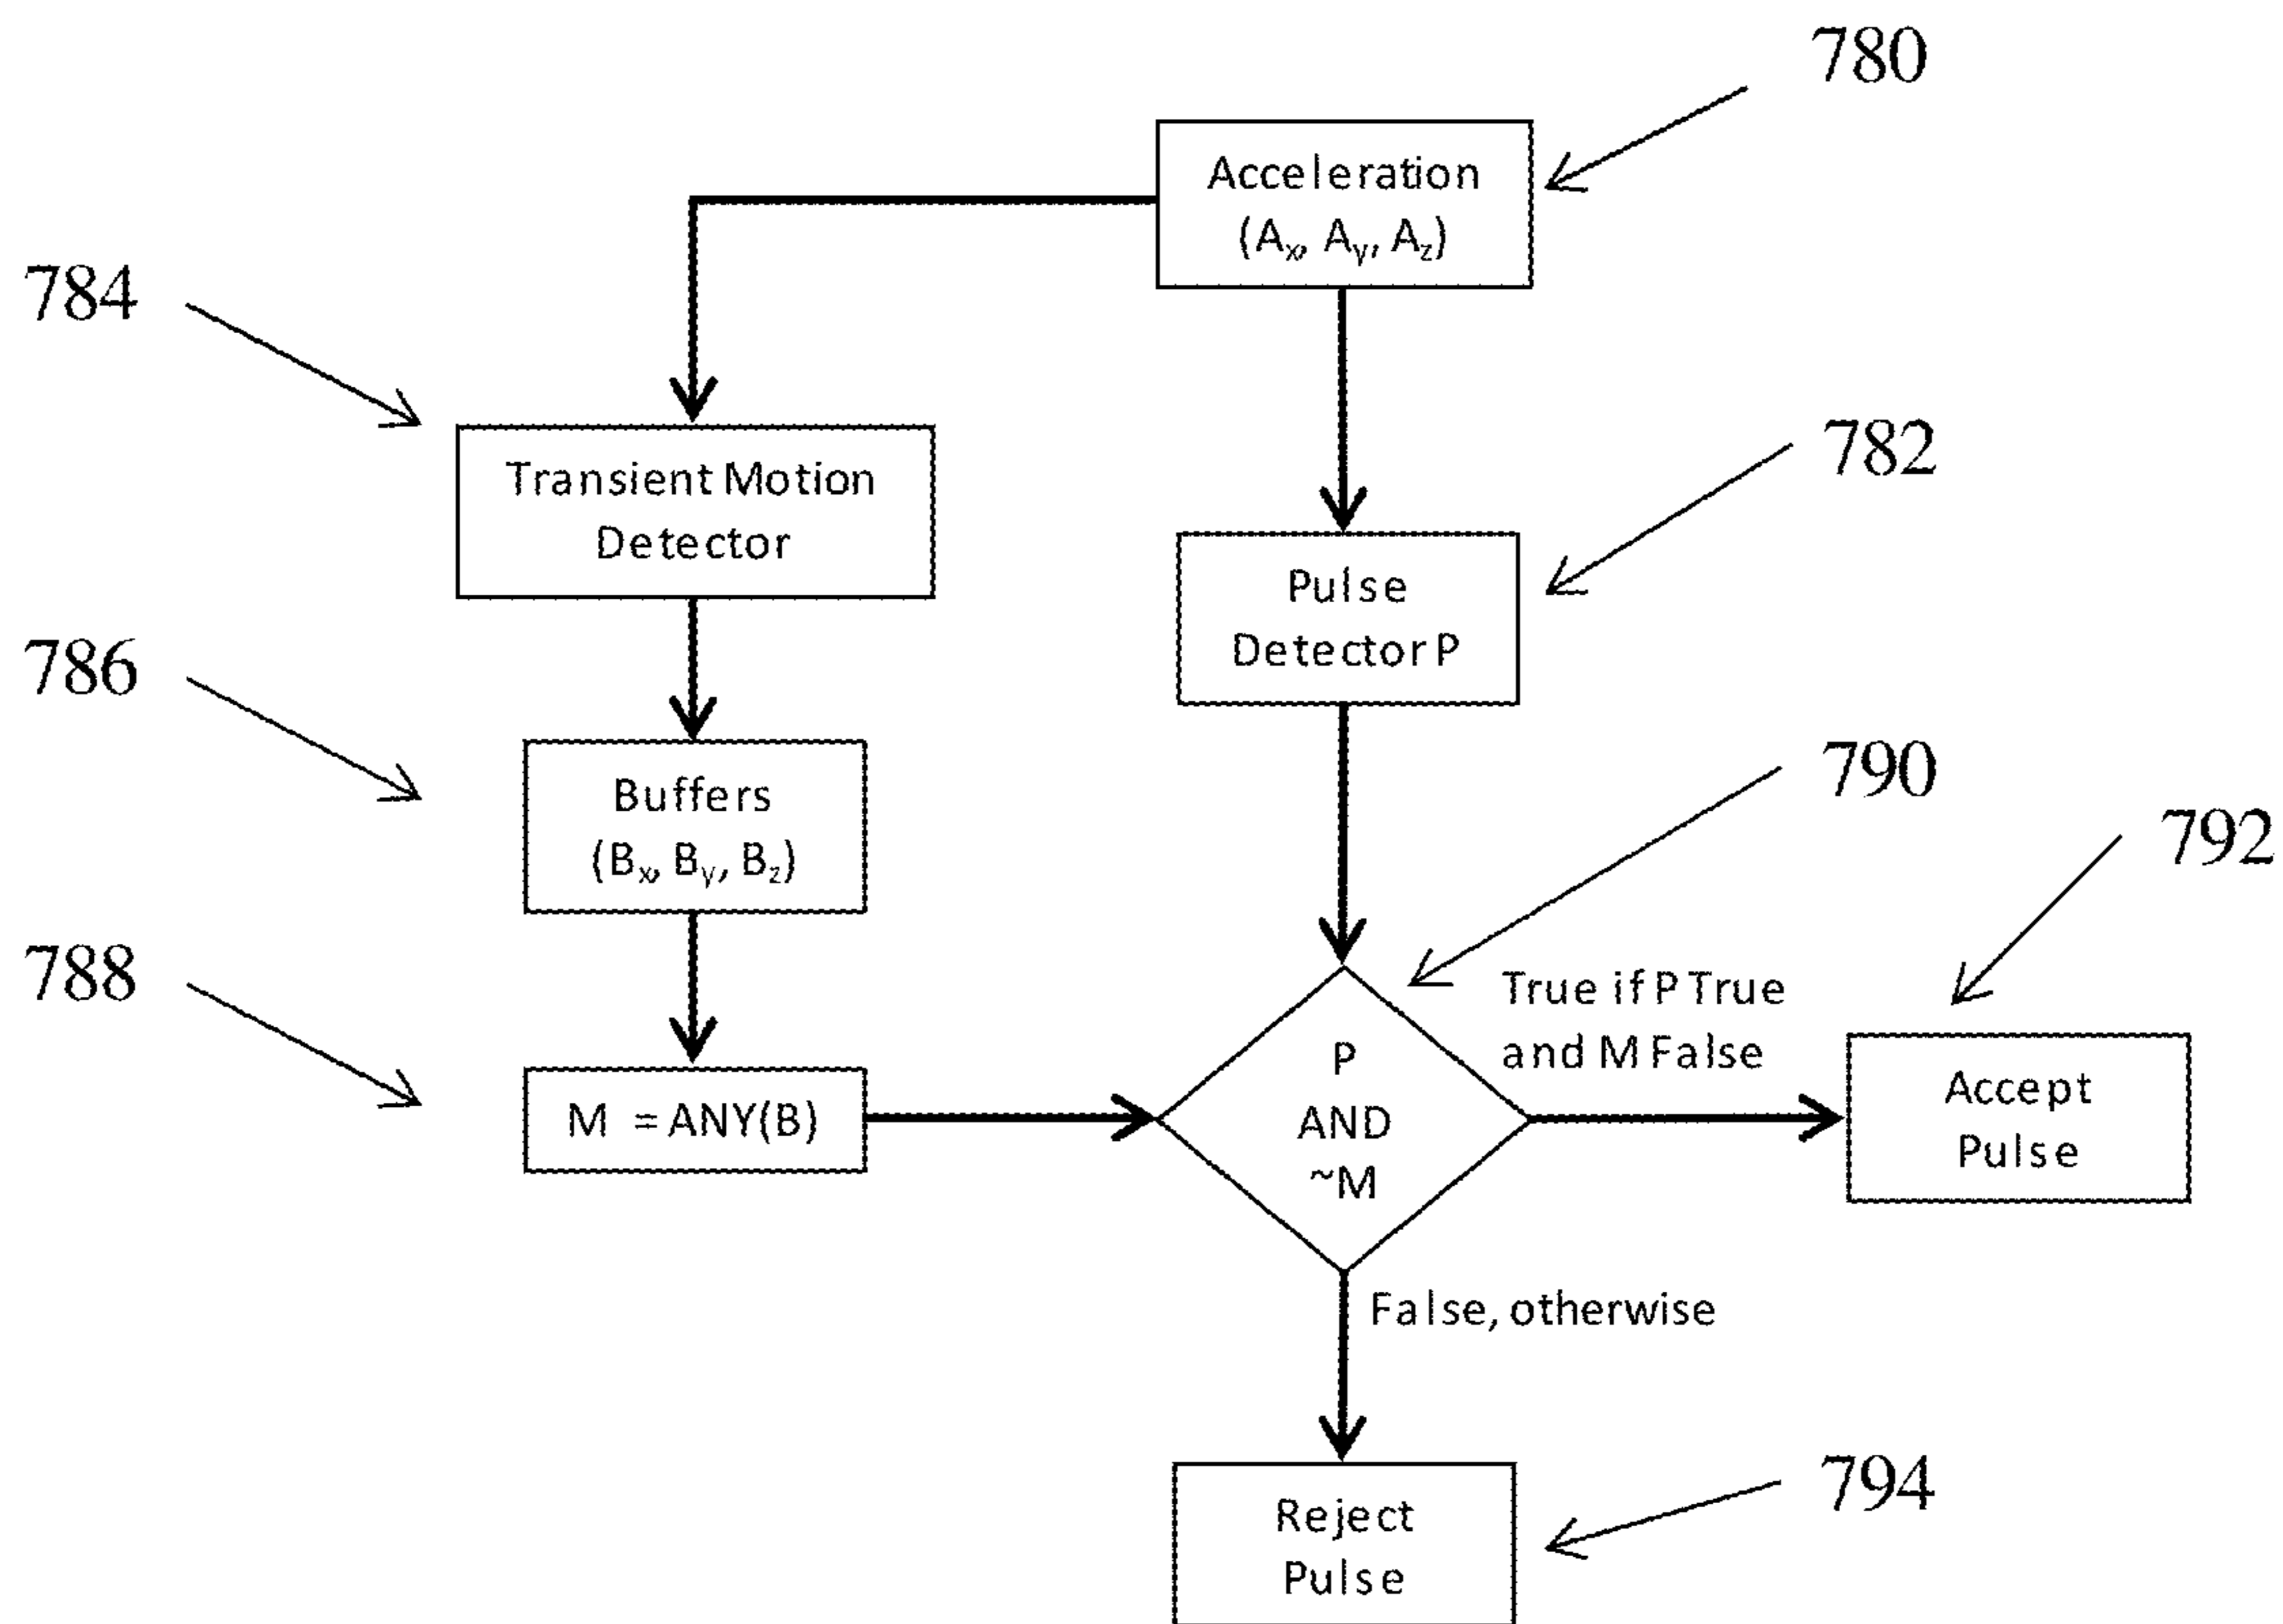 780
Acceleration
(Ax, Ay, Az)
784
Transient Motion
Detector
782
Pulse
Detector P
786
Buffers
(Bx, By, Bz)
790
792
788
M = ANY(B)
P
AND
~M
True if P True
and M False
Accept
Pulse
False, otherwise
794
Reject
Pulse